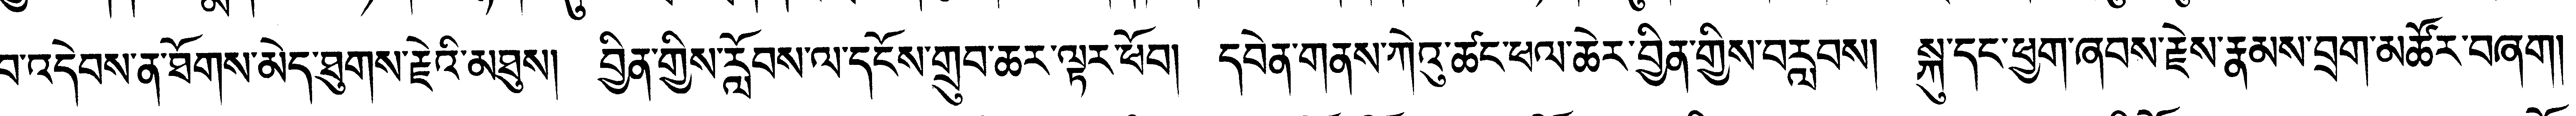 བ་འདེབས་ན་ཐོགས་མེད་ཐུགས་རྗེའི་མཐུས། བྱིན་གྱིས་རློབས་ལ་དངོས་གྲུབ་ཆར་ལྟར་ཕོབ། དབེན་གནས་ཀེའུ་ཚང་ཕལ་ཆེར་བྱིན་གྱིས་བརླབས། སྐུ་དང་ཕྱག་ཞབས་རྗེས་རྣམས་བྲག་མཚོར་བཞག།